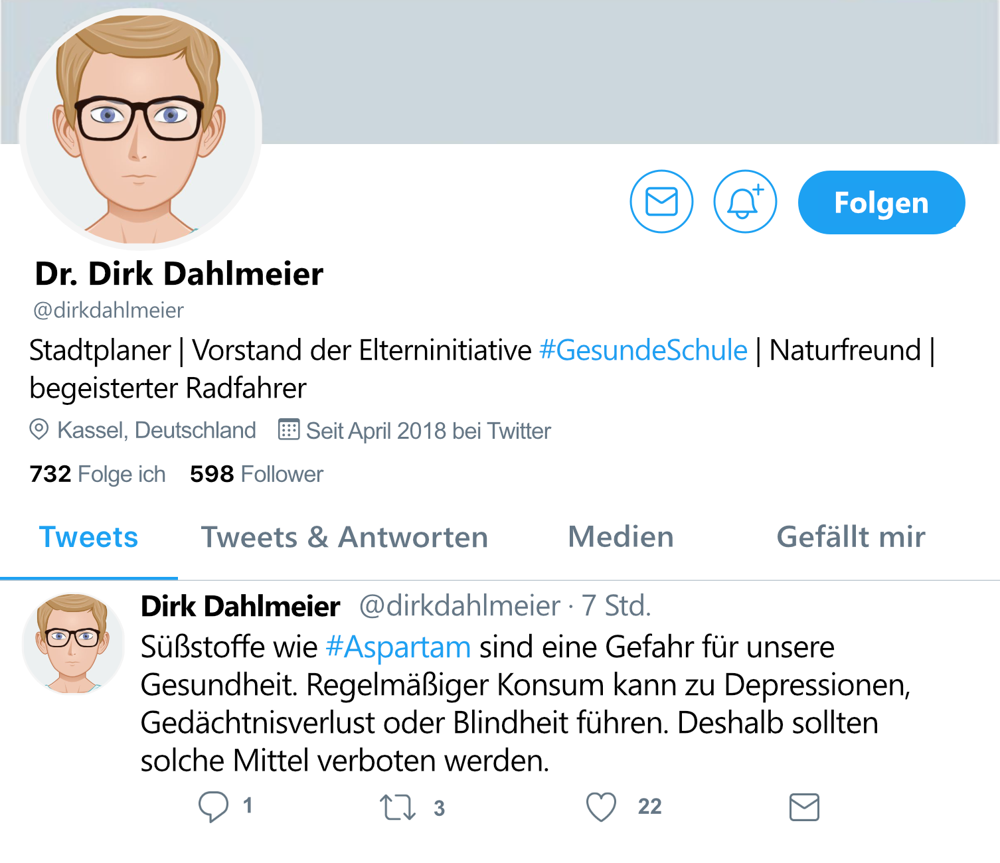 Folgen
Dr. Dirk Dahlmeier
@dirkdahlmeier
Stadtplaner | Vorstand der Elterninitiative #GesundeSchule | Naturfreund |
begeisterter Radfahrer
Kassel, Deutschland Seit April 2018 bei Twitter
732 Folge ich 598 Follower
Tweets Tweets & Antworten Medien Gefällt mir
Dirk Dahlmeier @dirkdahlmeier · 7 Std.
Süßstoffe wie #Aspartam sind eine Gefahr für unsere
Gesundheit. Regelmäßiger Konsum kann zu Depressionen,
Gedächtnisverlust oder Blindheit führen. Deshalb sollten
solche Mittel verboten werden.
1 3 22